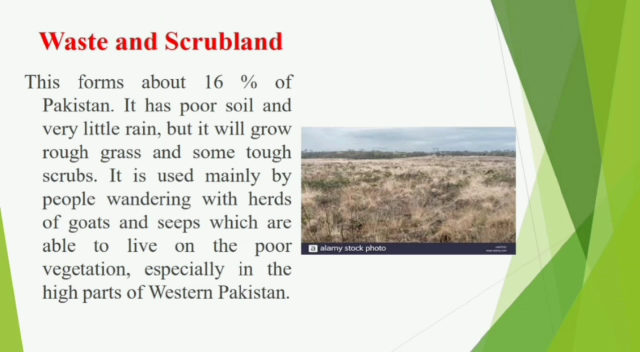 Waste and Scrubland
This forms about 16 % of
Pakistan. It has poor soil and
very little rain, but it will grow
rough grass and some tough
scrubs. It is used mainly by
people wandering with herds
of goats and seeps which are
able to live on the poor
vegetation, especially in the
high parts of Western Pakistan.
a alamy stock photo